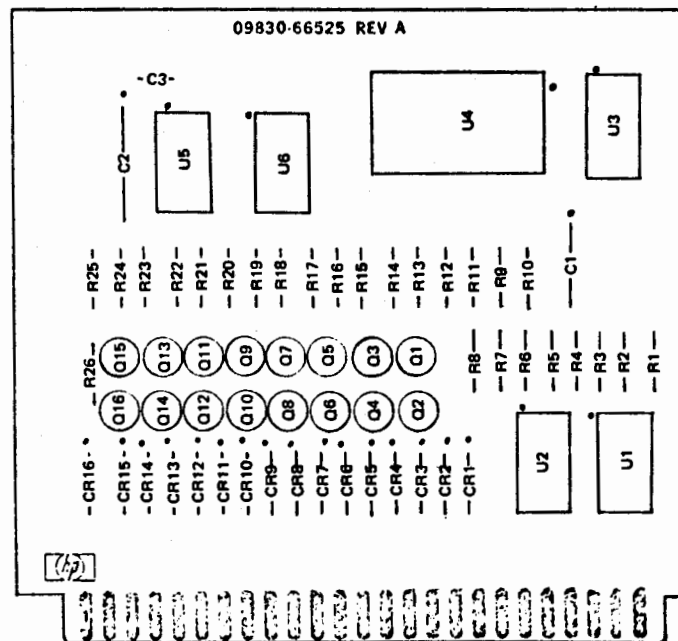 09830-66525 REV A
-C3-
C2
U5
U6
U4
U3
R25
R24
R23
R22
R21
R20
R19
R18
R17
R16
R15
R14
R13
R12
R11
R9
R10
C1
R26
Q15
Q13
Q11
Q9
Q7
Q5
Q3
Q1
R8
R7
R6
R5
R4
R3
R2
R1
Q16
Q14
Q12
Q10
Q8
Q6
Q4
Q2
U2
U1
CR16
CR15
CR14
CR13
CR12
CR11
CR10
CR9
CR8
CR7
CR6
CR5
CR4
CR3
CR2
CR1
hp